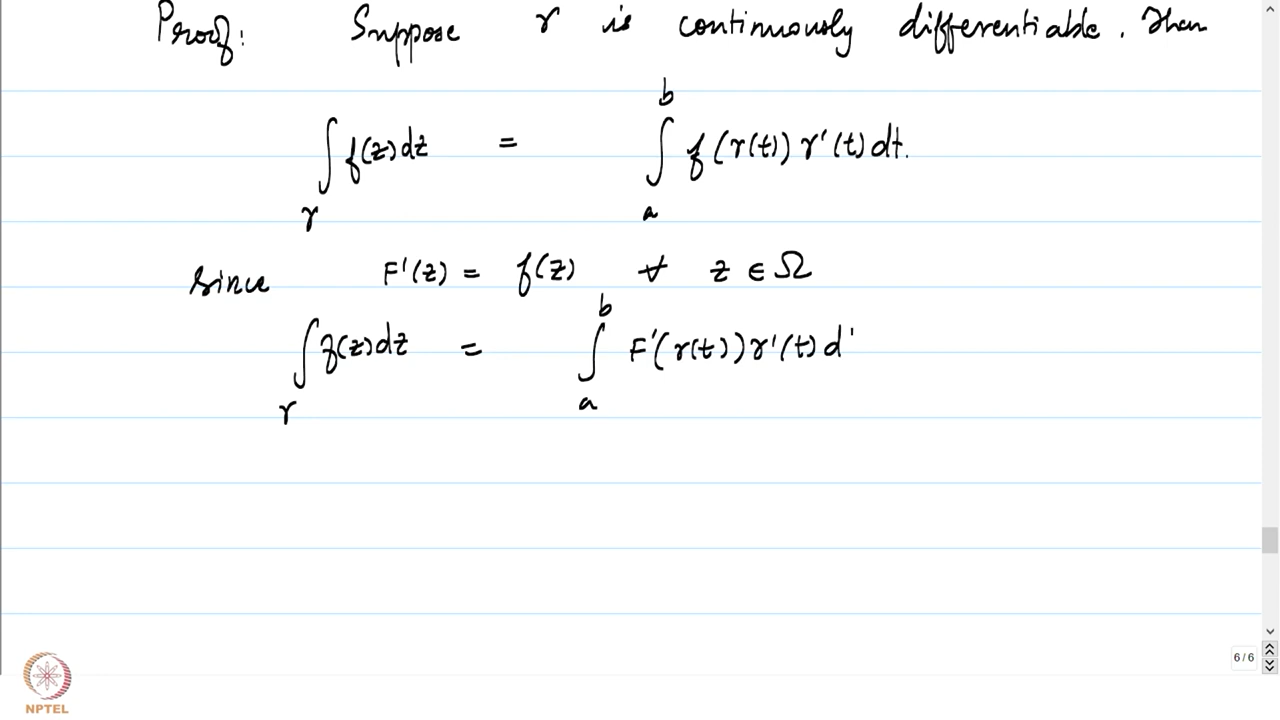 Proof: Suppose γ is continuously differentiable. Then
∫_γ f(z)dz = ∫_a^b f(γ(t))γ'(t)dt.
since F'(z) = f(z) ∀ z ∈ Ω
∫_γ f(z)dz = ∫_a^b F'(γ(t))γ'(t)d'
6/6
NPTEL